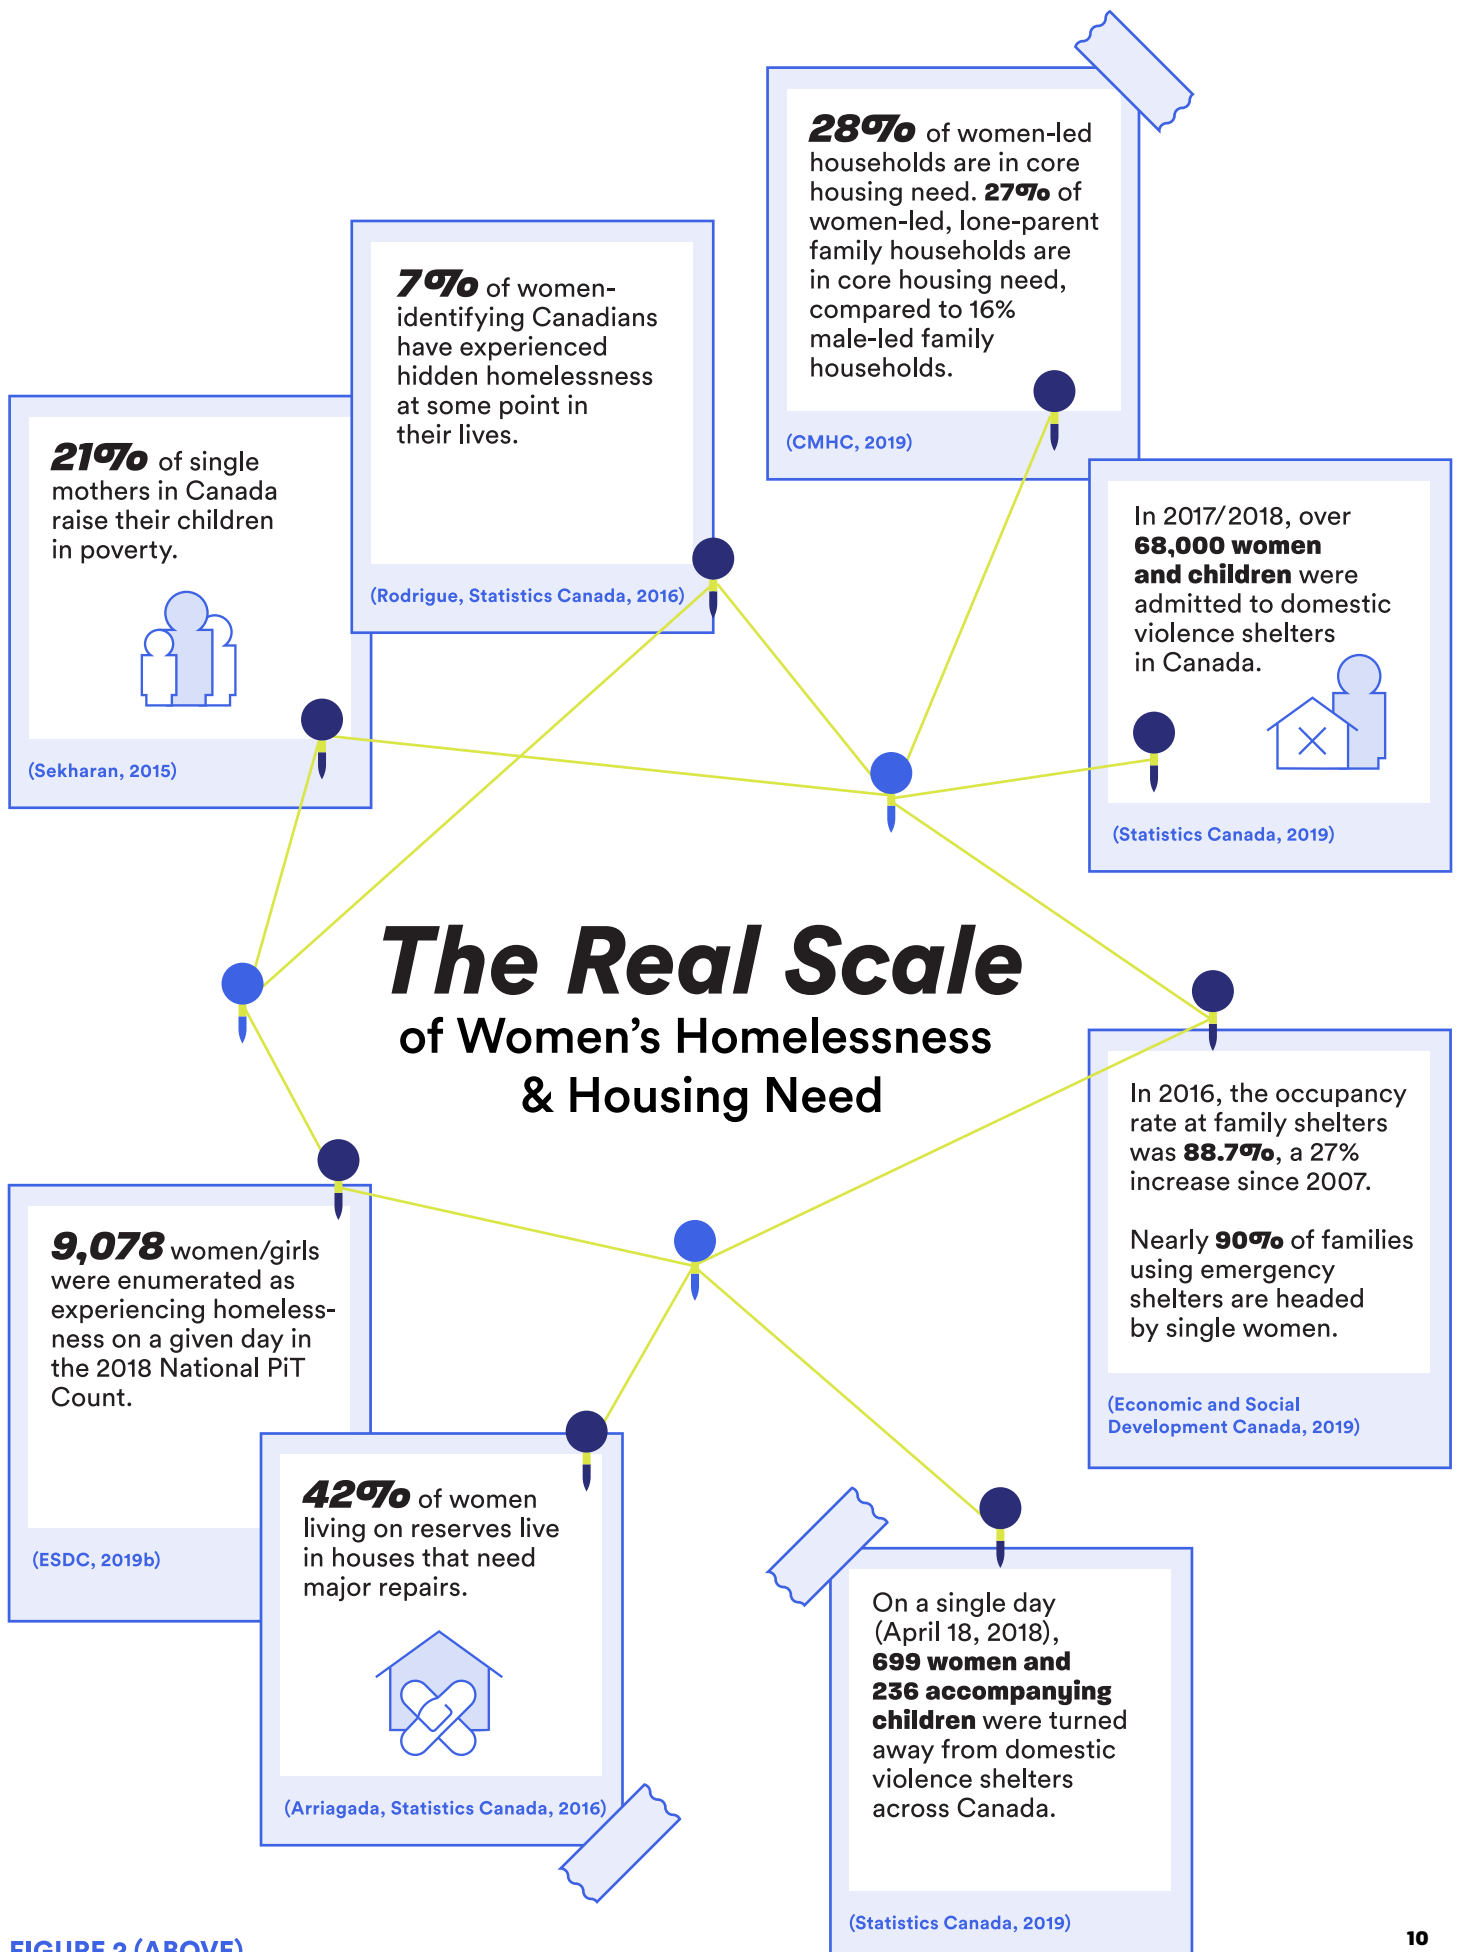 28% of women-led
households are in core
housing need. 27% of
women-led, lone-parent
family households are
in core housing need,
compared to 16%
male-led family
households.
(CMHC, 2019)
7% of women-
identifying Canadians
have experienced
hidden homelessness
at some point in
their lives.
(Rodrigue, Statistics Canada, 2016)
21% of single
mothers in Canada
raise their children
in poverty.
(Sekharan, 2015)
In 2017/2018, over
68,000 women
and children were
admitted to domestic
violence shelters
in Canada.
(Statistics Canada, 2019)
The Real Scale
of Women's Homelessness
& Housing Need
In 2016, the occupancy
rate at family shelters
was 88.7%, a 27%
increase since 2007.
Nearly 90% of families
using emergency
shelters are headed
by single women.
(Economic and Social
Development Canada, 2019)
9,078 women/girls
were enumerated as
experiencing homeless-
ness on a given day in
the 2018 National PiT
Count.
(ESDC, 2019b)
42% of women
living on reserves live
in houses that need
major repairs.
(Arriagada, Statistics Canada, 2016)
On a single day
(April 18, 2018),
699 women and
236 accompanying
children were turned
away from domestic
violence shelters
across Canada.
(Statistics Canada, 2019)
FIGURE 2 (ABOVE)
10